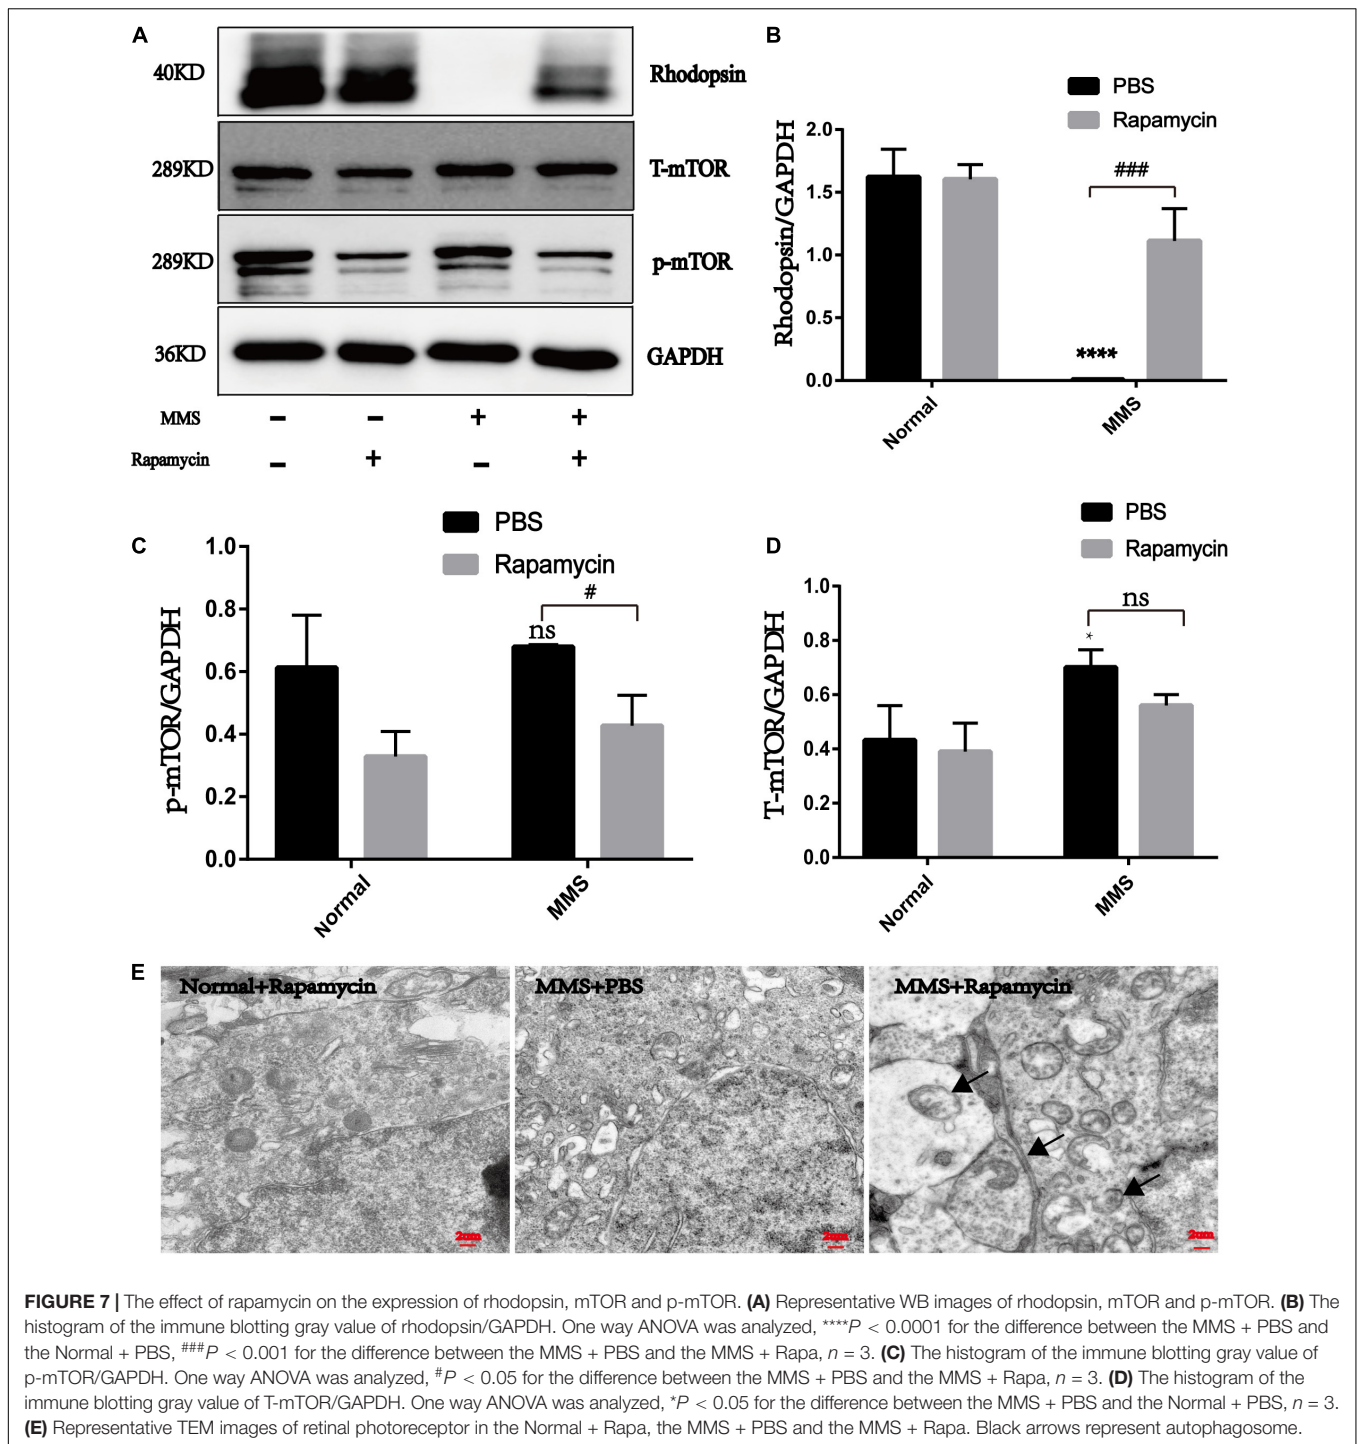 A
40KD
Rhodopsin
289KD
T-mTOR
289KD
p-mTOR
36KD
GAPDH
MMS - - + +
Rapamycin - + - +
B
PBS
Rapamycin
Rhodopsin/GAPDH
2.0
1.5
1.0
0.5
0.0
###
****
Normal
MMS
C
PBS
Rapamycin
p-mTOR/GAPDH
1.0
0.8
0.6
0.4
0.2
0.0
#
ns
Normal
MMS
D
PBS
Rapamycin
T-mTOR/GAPDH
1.0
0.8
0.6
0.4
0.2
0.0
ns
*
Normal
MMS
E
Normal+Rapamycin
2um
MMS+PBS
2um
MMS+Rapamycin
2um
FIGURE 7 | The effect of rapamycin on the expression of rhodopsin, mTOR and p-mTOR. (A) Representative WB images of rhodopsin, mTOR and p-mTOR. (B) The
histogram of the immune blotting gray value of rhodopsin/GAPDH. One way ANOVA was analyzed, ****P < 0.0001 for the difference between the MMS + PBS and
the Normal + PBS, ###P < 0.001 for the difference between the MMS + PBS and the MMS + Rapa, n = 3. (C) The histogram of the immune blotting gray value of
p-mTOR/GAPDH. One way ANOVA was analyzed, #P < 0.05 for the difference between the MMS + PBS and the MMS + Rapa, n = 3. (D) The histogram of the
immune blotting gray value of T-mTOR/GAPDH. One way ANOVA was analyzed, *P < 0.05 for the difference between the MMS + PBS and the Normal + PBS, n = 3.
(E) Representative TEM images of retinal photoreceptor in the Normal + Rapa, the MMS + PBS and the MMS + Rapa. Black arrows represent autophagosome.